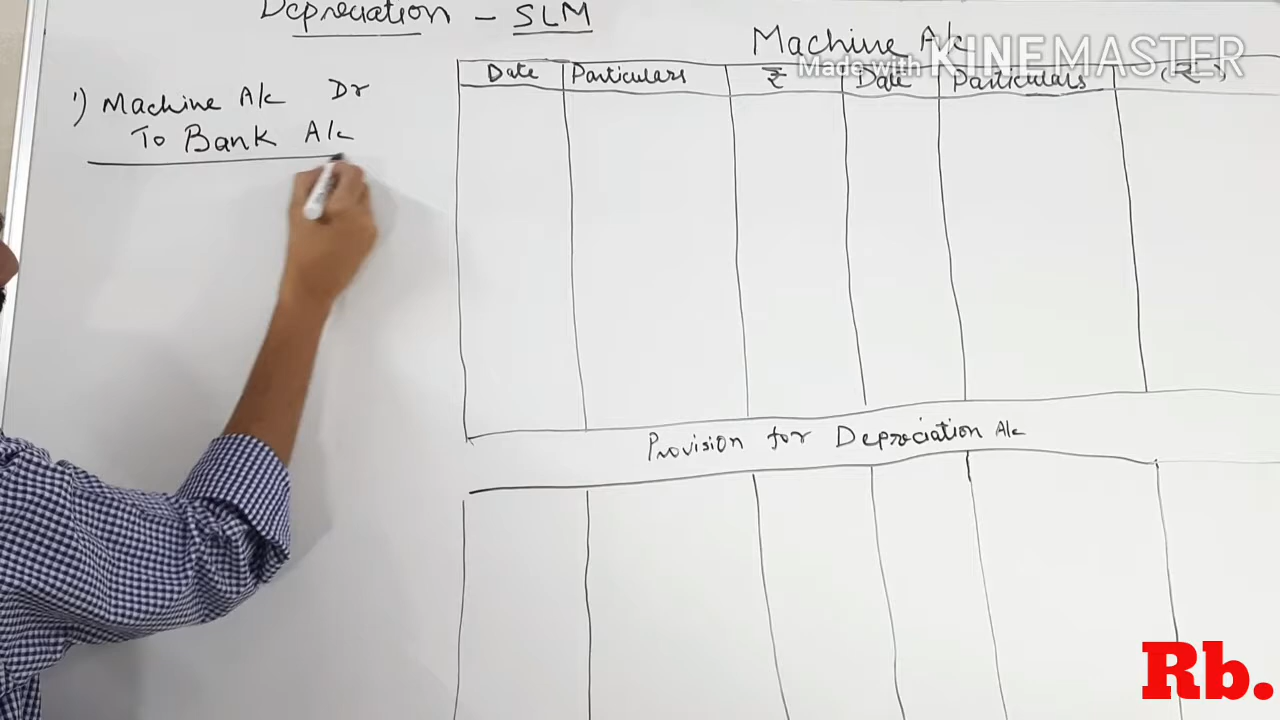 Depreciation - SLM
1) Machine A/c Dr
To Bank A/c
Machine A/c
Made with KINEMASTER
Date Particulars ₹ Date Particulars (₹)
Provision for Depreciation A/c
Rb.